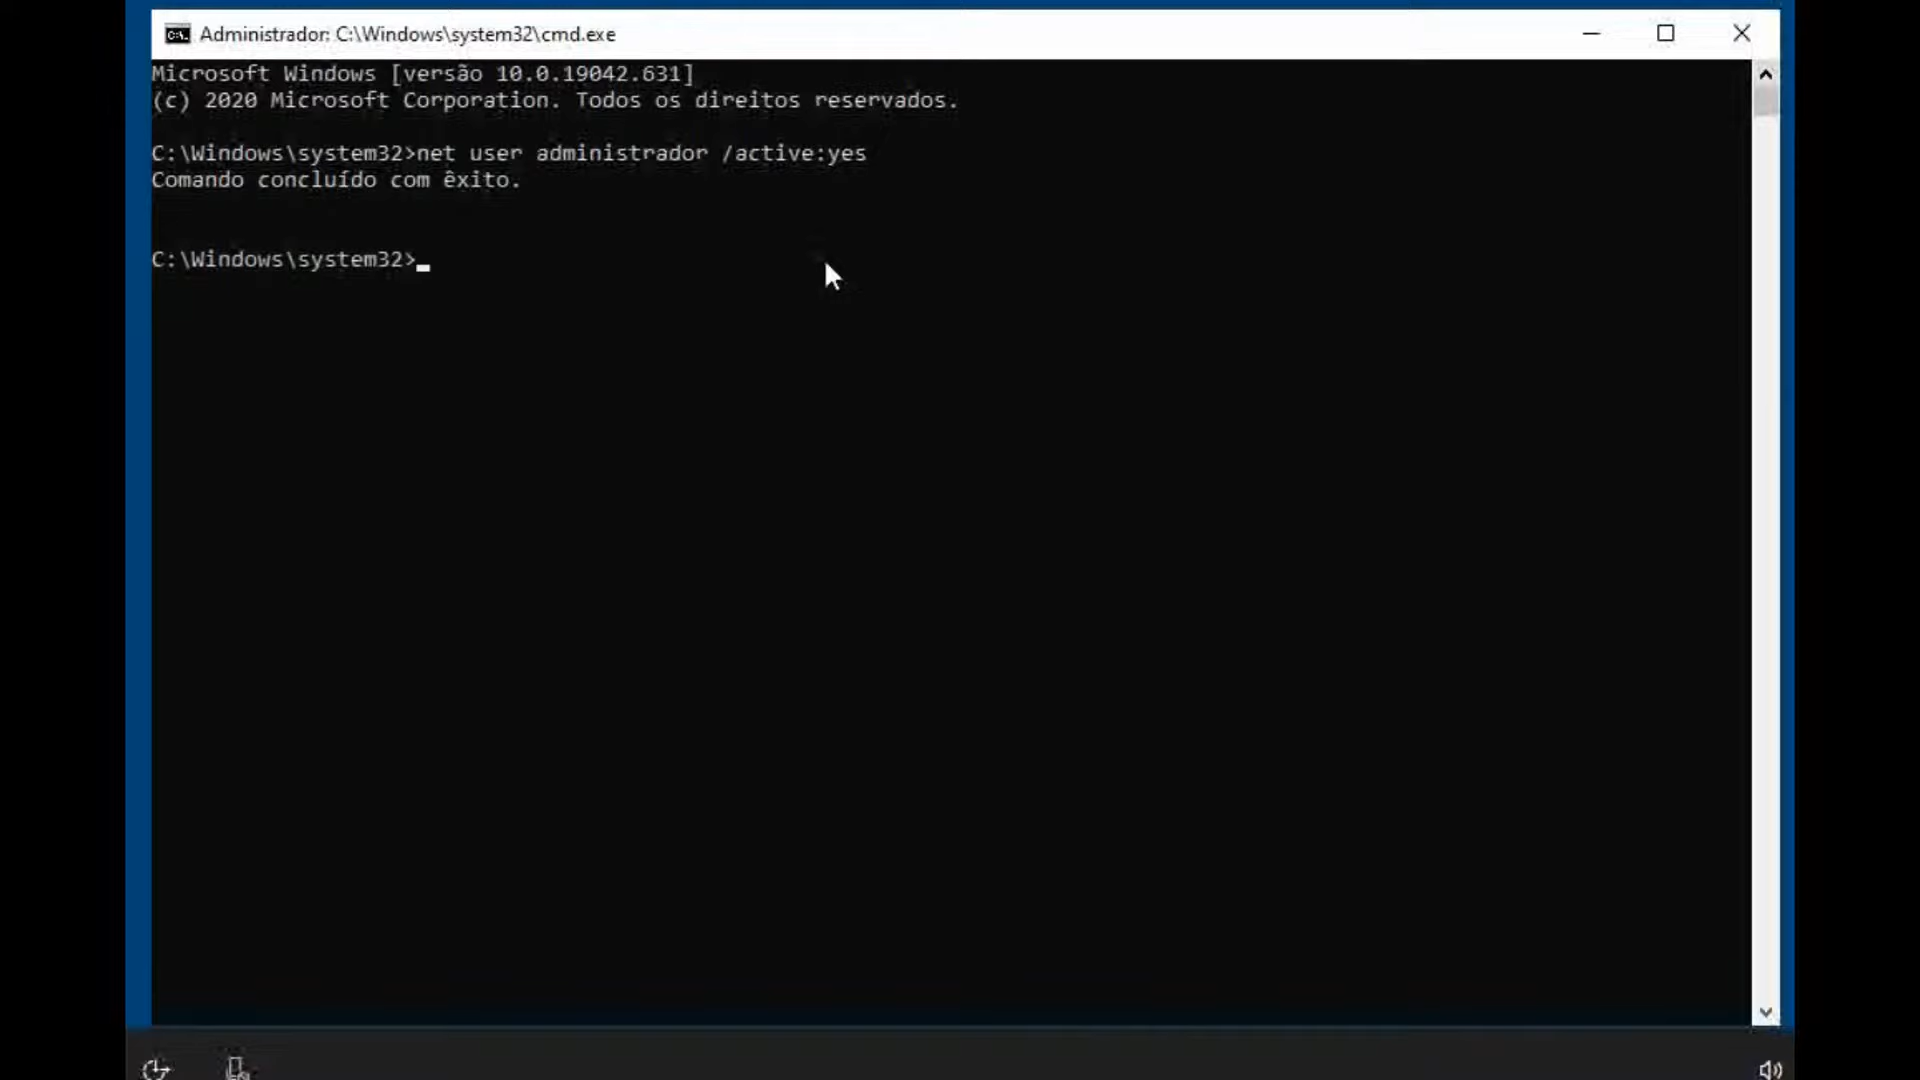 Administrador: C:\Windows\system32\cmd.exe
Microsoft Windows [versão 10.0.19042.631]
(c) 2020 Microsoft Corporation. Todos os direitos reservados.
C:\Windows\system32>net user administrador /active:yes
Comando concluído com êxito.
C:\Windows\system32>